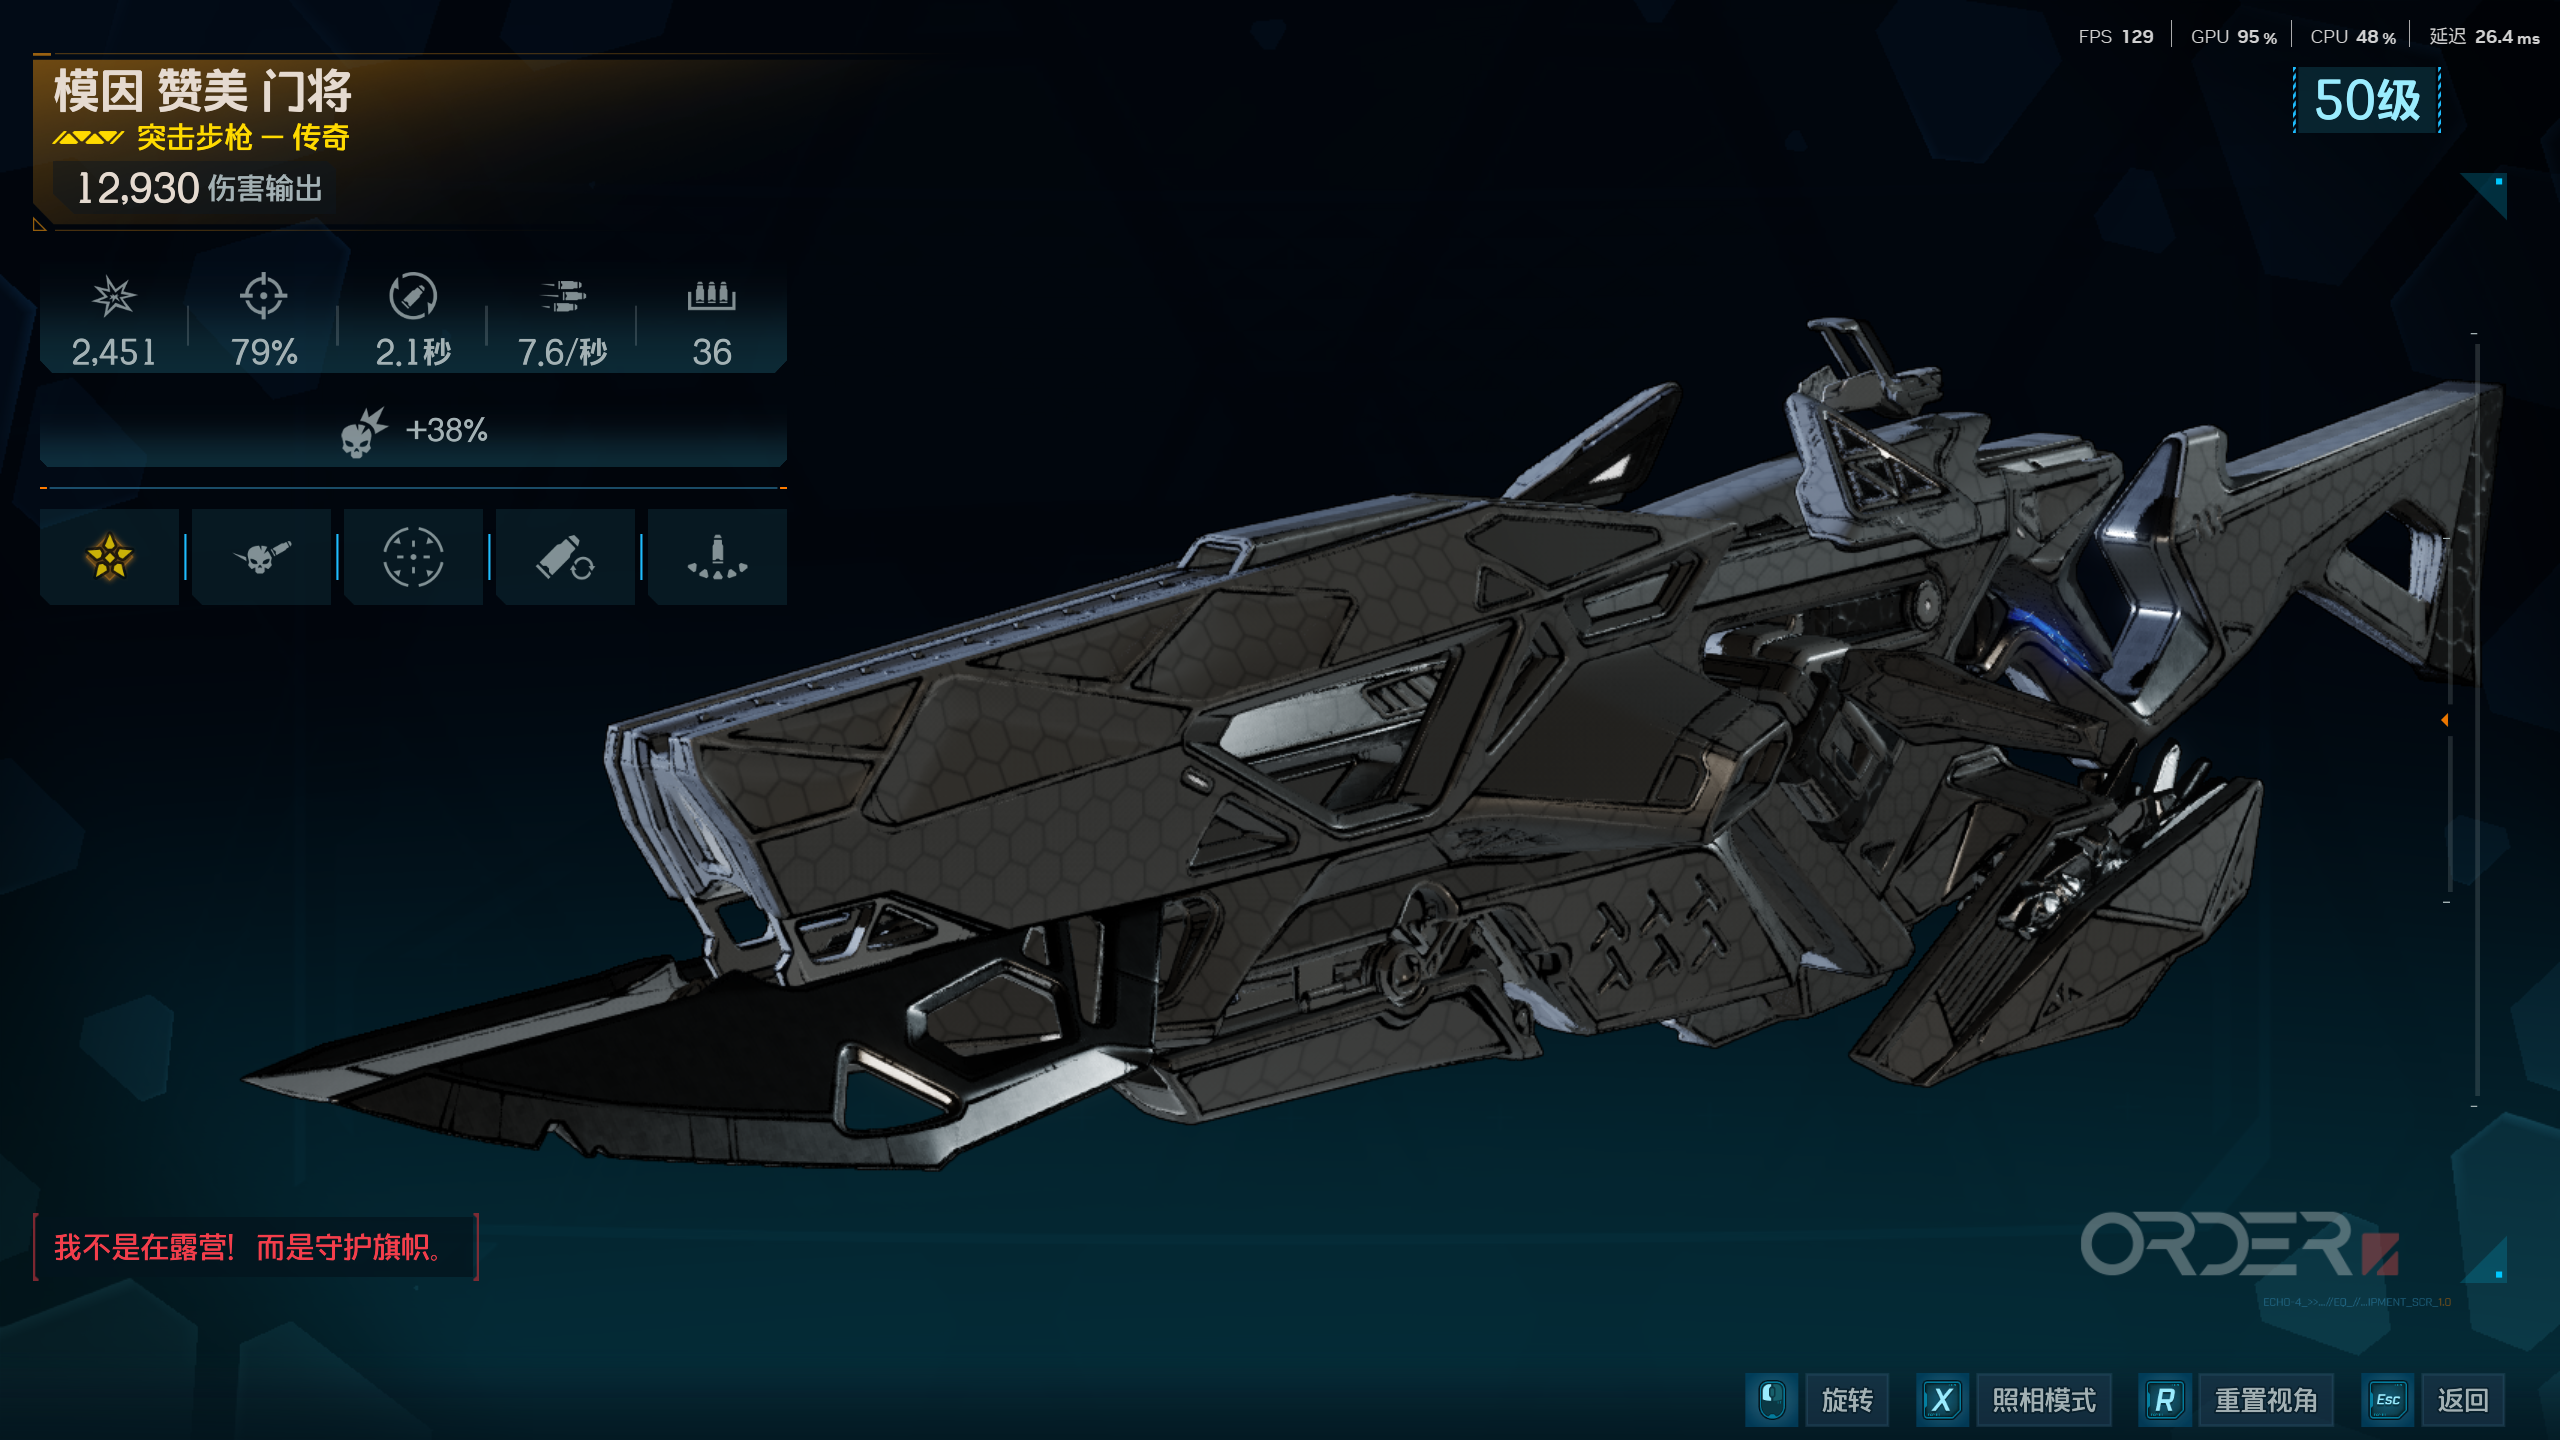 FPS 129 GPU 95% CPU 48% 延迟 26.4 ms
模因 赞美 门将
突击步枪 — 传奇
12,930 伤害输出
50级
2,451 79% 2.1秒 7.6/秒 36
+38%
我不是在露营！而是守护旗帜。
ORDER
旋转 X 照相模式 R 重置视角 Esc 返回